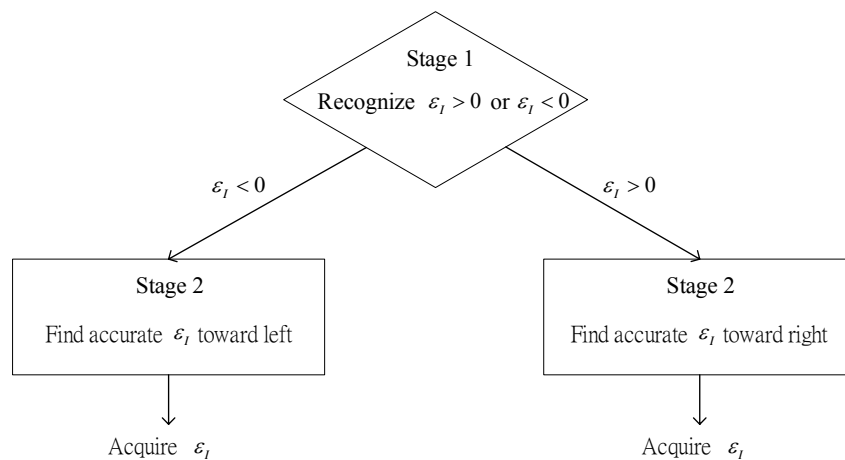 Stage 1
Recognize ε_I > 0 or ε_I < 0
ε_I < 0
ε_I > 0
Stage 2
Find accurate ε_I toward left
Stage 2
Find accurate ε_I toward right
Acquire ε_I
Acquire ε_I